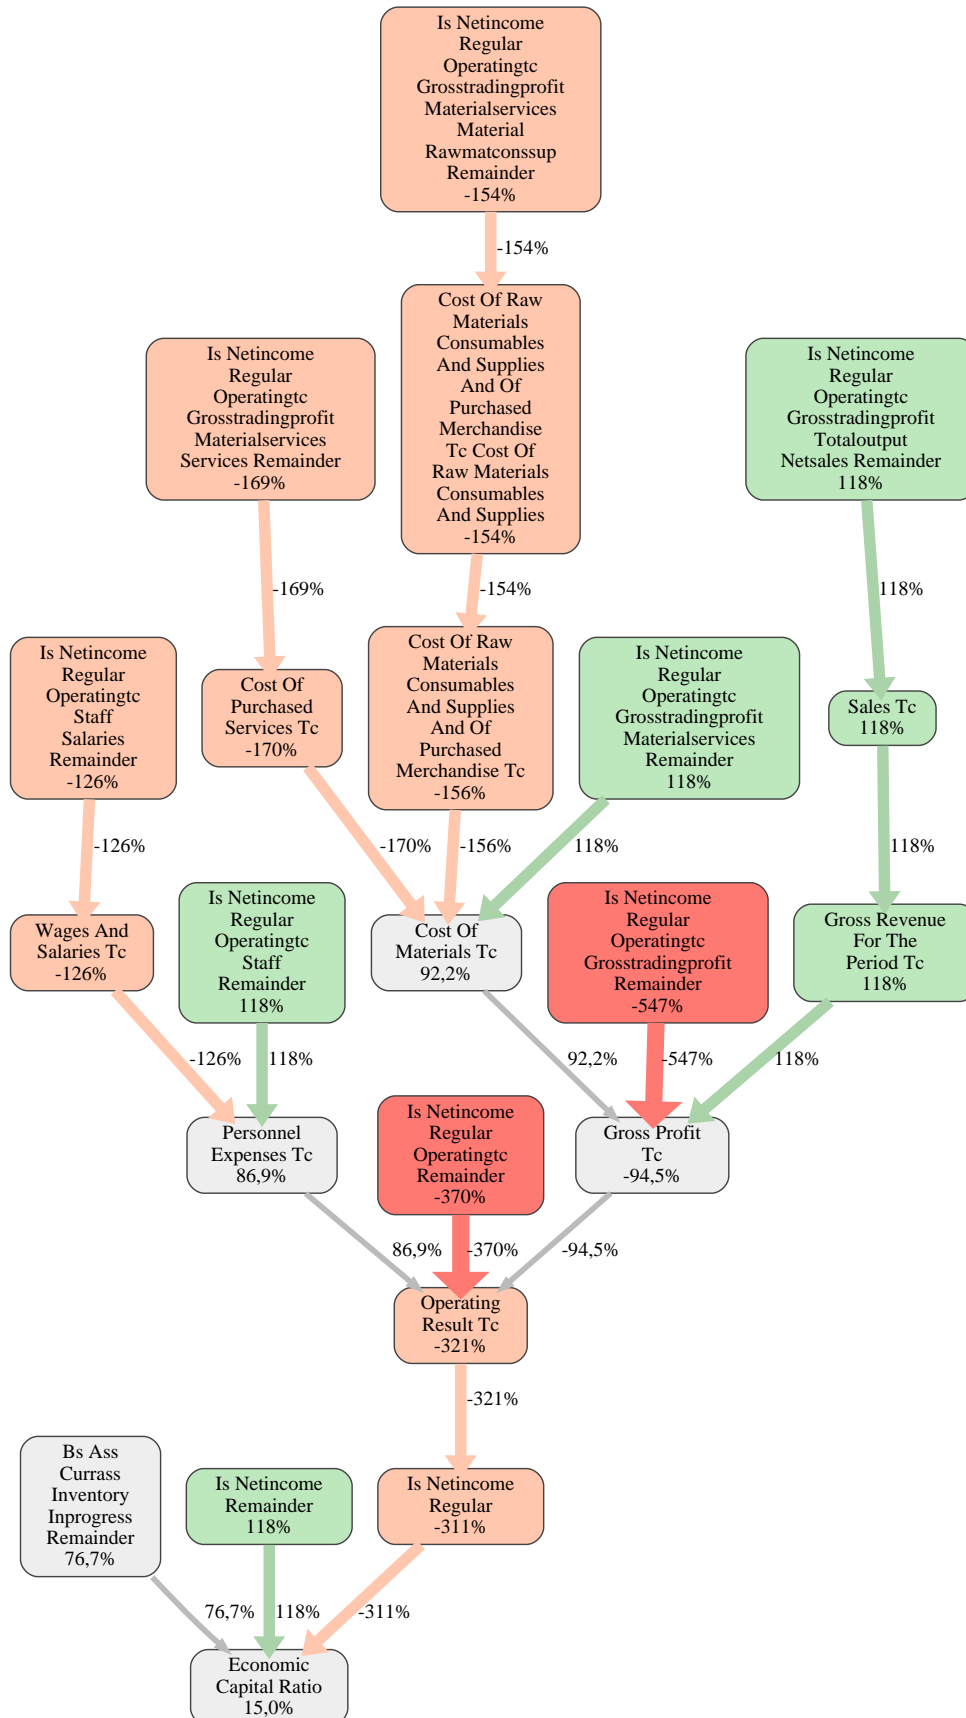 Is Netincome
Regular
Operatingtc
Grosstradingprofit
Materialservices
Material
Rawmatconssup
Remainder
-154%
-154%
Cost Of Raw
Materials
Consumables
And Supplies
And Of
Purchased
Merchandise
Tc Cost Of
Raw Materials
Consumables
And Supplies
-154%
Is Netincome
Regular
Operatingtc
Grosstradingprofit
Materialservices
Services Remainder
-169%
Is Netincome
Regular
Operatingtc
Grosstradingprofit
Totaloutput
Netsales Remainder
118%
-169%
-154%
118%
Is Netincome
Regular
Operatingtc
Staff
Salaries
Remainder
-126%
Cost Of
Purchased
Services Tc
-170%
Cost Of Raw
Materials
Consumables
And Supplies
And Of
Purchased
Merchandise Tc
-156%
Is Netincome
Regular
Operatingtc
Grosstradingprofit
Materialservices
Remainder
118%
Sales Tc
118%
-126%
-170%
-156%
118%
118%
Wages And
Salaries Tc
-126%
Is Netincome
Regular
Operatingtc
Staff
Remainder
118%
Cost Of
Materials Tc
92,2%
Is Netincome
Regular
Operatingtc
Grosstradingprofit
Remainder
-547%
Gross Revenue
For The
Period Tc
118%
-126%
118%
92,2%
-547%
118%
Personnel
Expenses Tc
86,9%
Is Netincome
Regular
Operatingtc
Remainder
-370%
Gross Profit
Tc
-94,5%
86,9%
-370%
-94,5%
Operating
Result Tc
-321%
-321%
Bs Ass
Currass
Inventory
Inprogress
Remainder
76,7%
Is Netincome
Remainder
118%
Is Netincome
Regular
-311%
76,7%
118%
-311%
Economic
Capital Ratio
15,0%